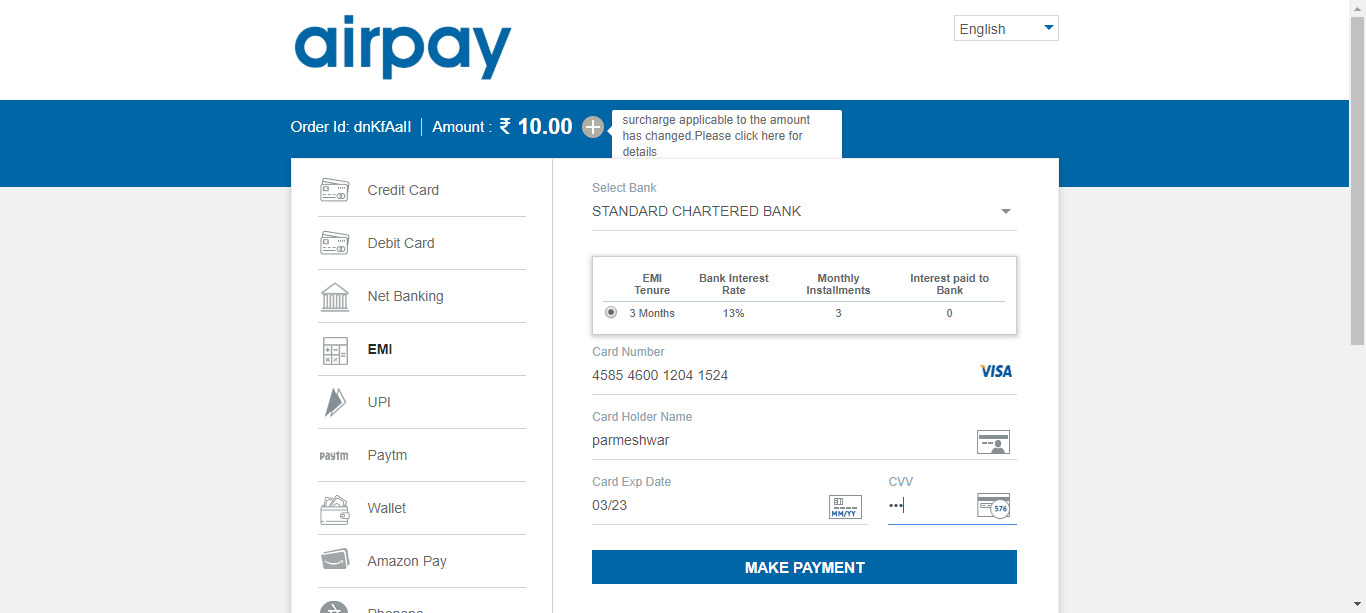 airpay
English
Order Id: dnKfAaIl
Amount : ₹ 10.00
surcharge applicable to the amount
has changed.Please click here for
details
Credit Card
Debit Card
Net Banking
EMI
UPI
Paytm
Paytm
Wallet
Amazon Pay
Phonepe
Select Bank
STANDARD CHARTERED BANK
EMI Tenure
Bank Interest Rate
Monthly Installments
Interest paid to Bank
3 Months 13% 3 0
Card Number
4585 4600 1204 1524 VISA
Card Holder Name
parmeshwar
Card Exp Date
03/23
MM/YY
CVV
•••
576
MAKE PAYMENT